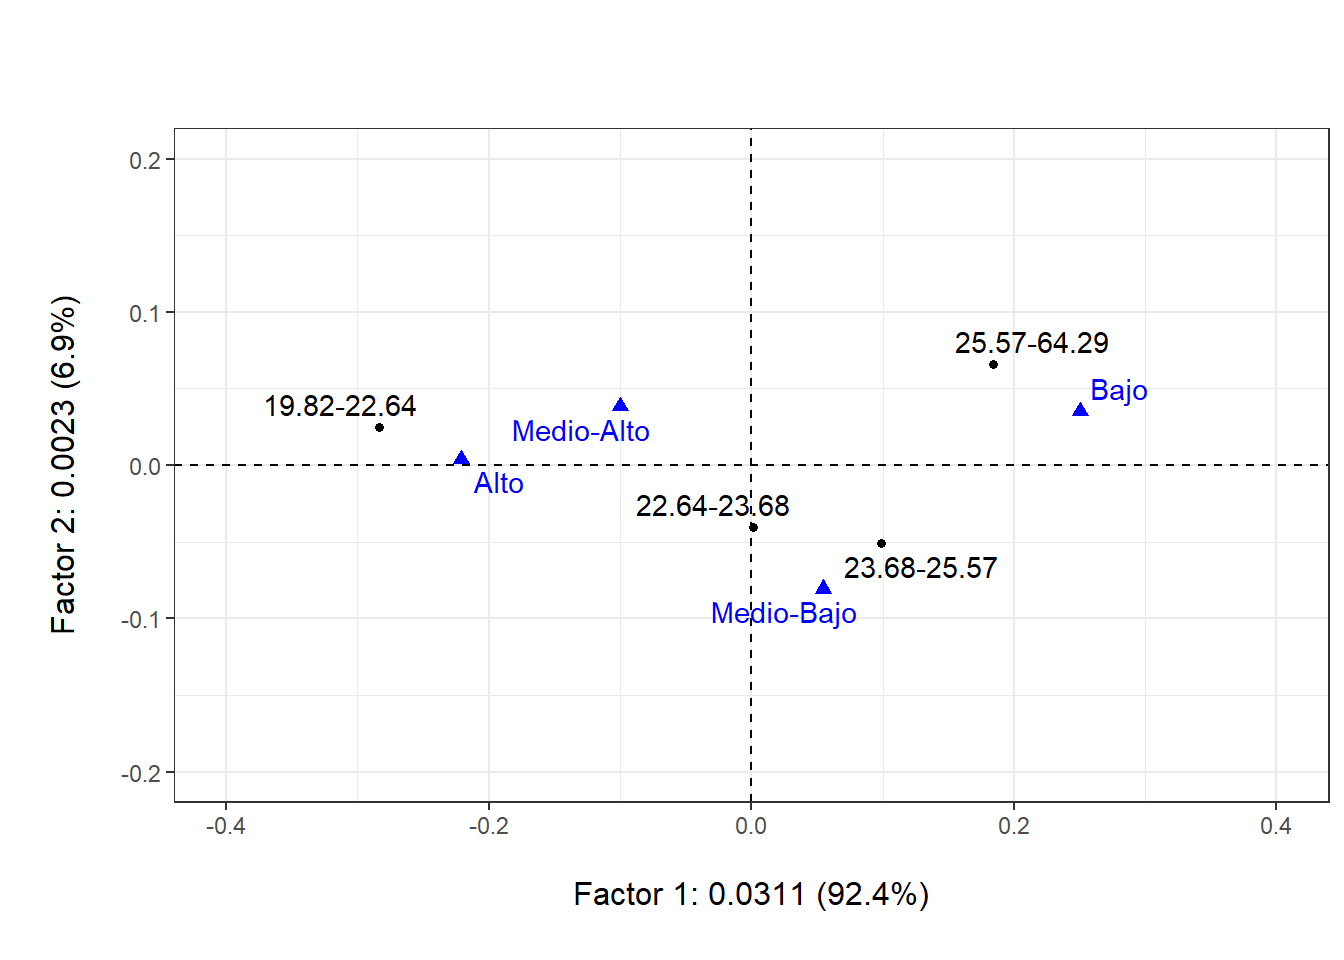 0.2
0.1
0.0
-0.1
-0.2
Factor 2: 0.0023 (6.9%)
25.57-64.29
Bajo
19.82-22.64
Medio-Alto
Alto
22.64-23.68
23.68-25.57
Medio-Bajo
-0.4
-0.2
0.0
0.2
0.4
Factor 1: 0.0311 (92.4%)